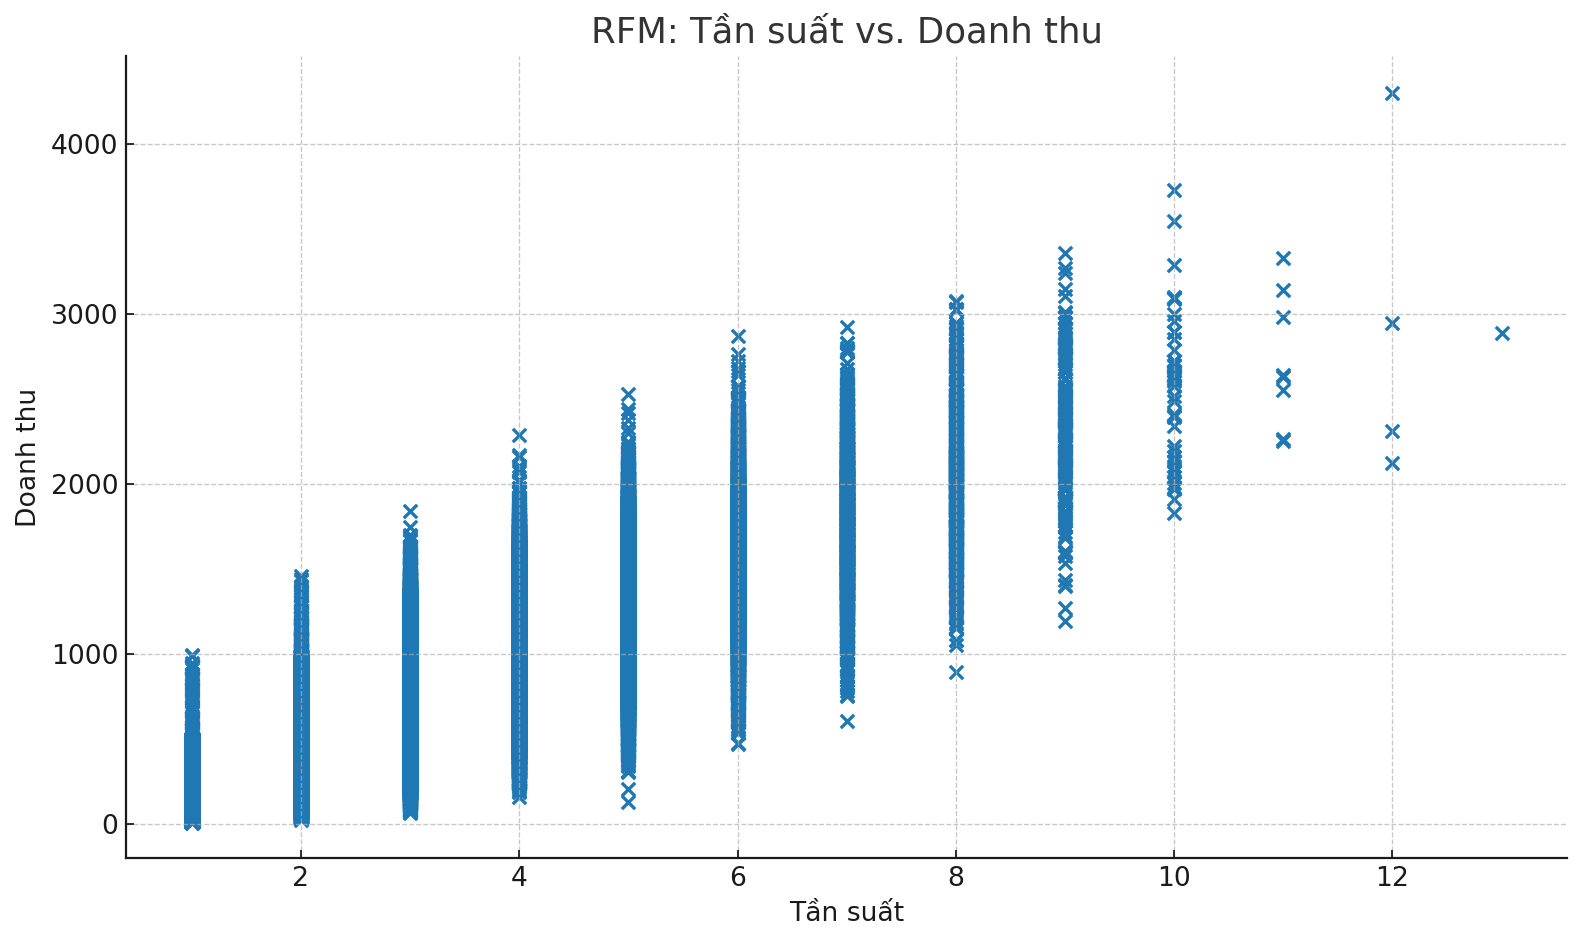 RFM: Tần suất vs. Doanh thu
Doanh thu
4000
3000
2000
1000
0
2 4 6 8 10 12
Tần suất